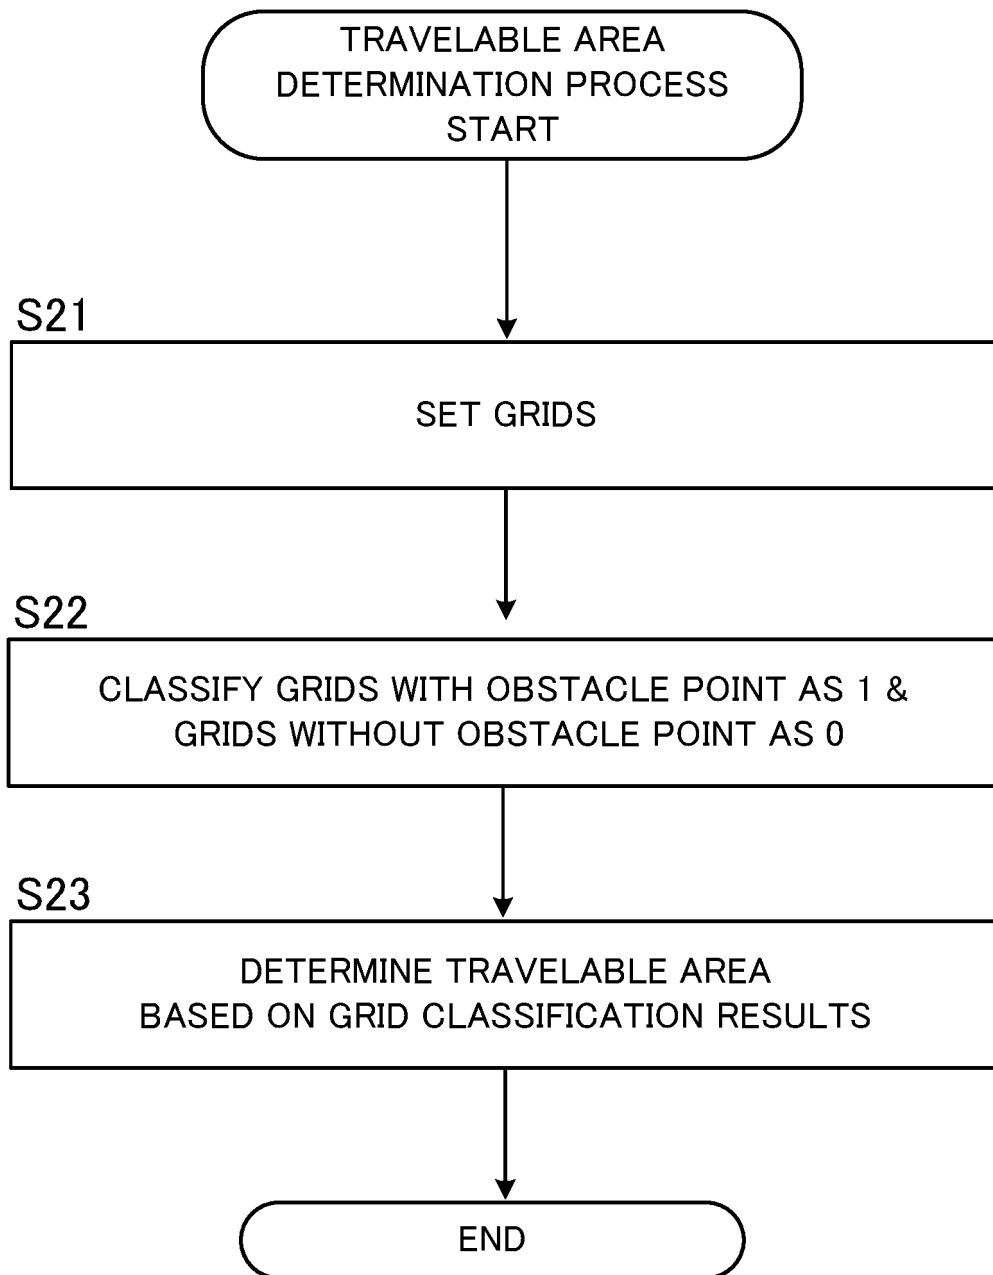 TRAVELABLE AREA
DETERMINATION PROCESS
START
S21
SET GRIDS
S22
CLASSIFY GRIDS WITH OBSTACLE POINT AS 1 &
GRIDS WITHOUT OBSTACLE POINT AS 0
S23
DETERMINE TRAVELABLE AREA
BASED ON GRID CLASSIFICATION RESULTS
END